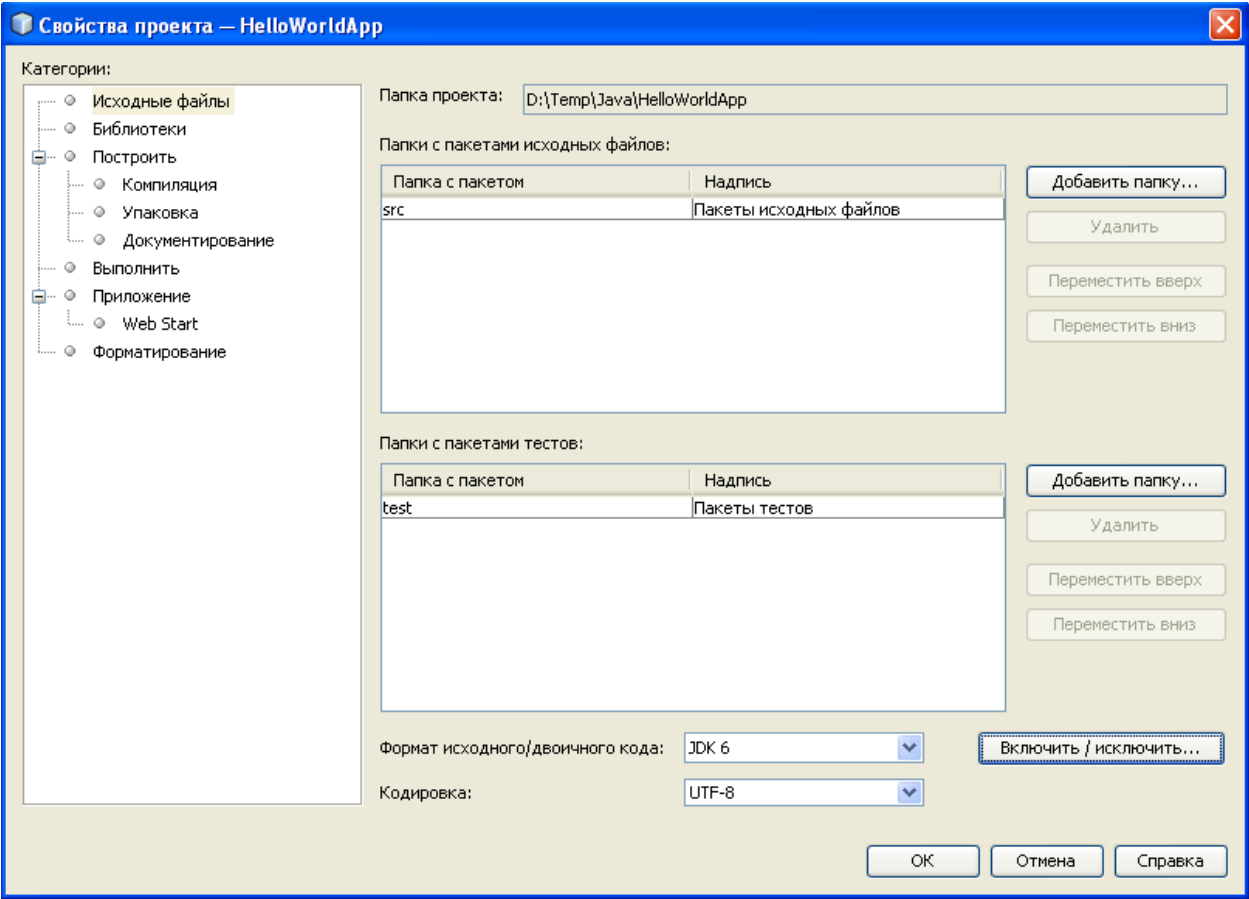 Свойства проекта — HelloWorldApp
Категории:
Исходные файлы
Библиотеки
Построить
Компиляция
Упаковка
Документирование
Выполнить
Приложение
Web Start
Форматирование
Папка проекта: D:\Temp\Java\HelloWorldApp
Папки с пакетами исходных файлов:
Папка с пакетом Надпись
src Пакеты исходных файлов
Добавить папку...
Удалить
Переместить вверх
Переместить вниз
Папки с пакетами тестов:
Папка с пакетом Надпись
test Пакеты тестов
Добавить папку...
Удалить
Переместить вверх
Переместить вниз
Формат исходного/двоичного кода: JDK 6 Включить / исключить...
Кодировка: UTF-8
OK Отмена Справка